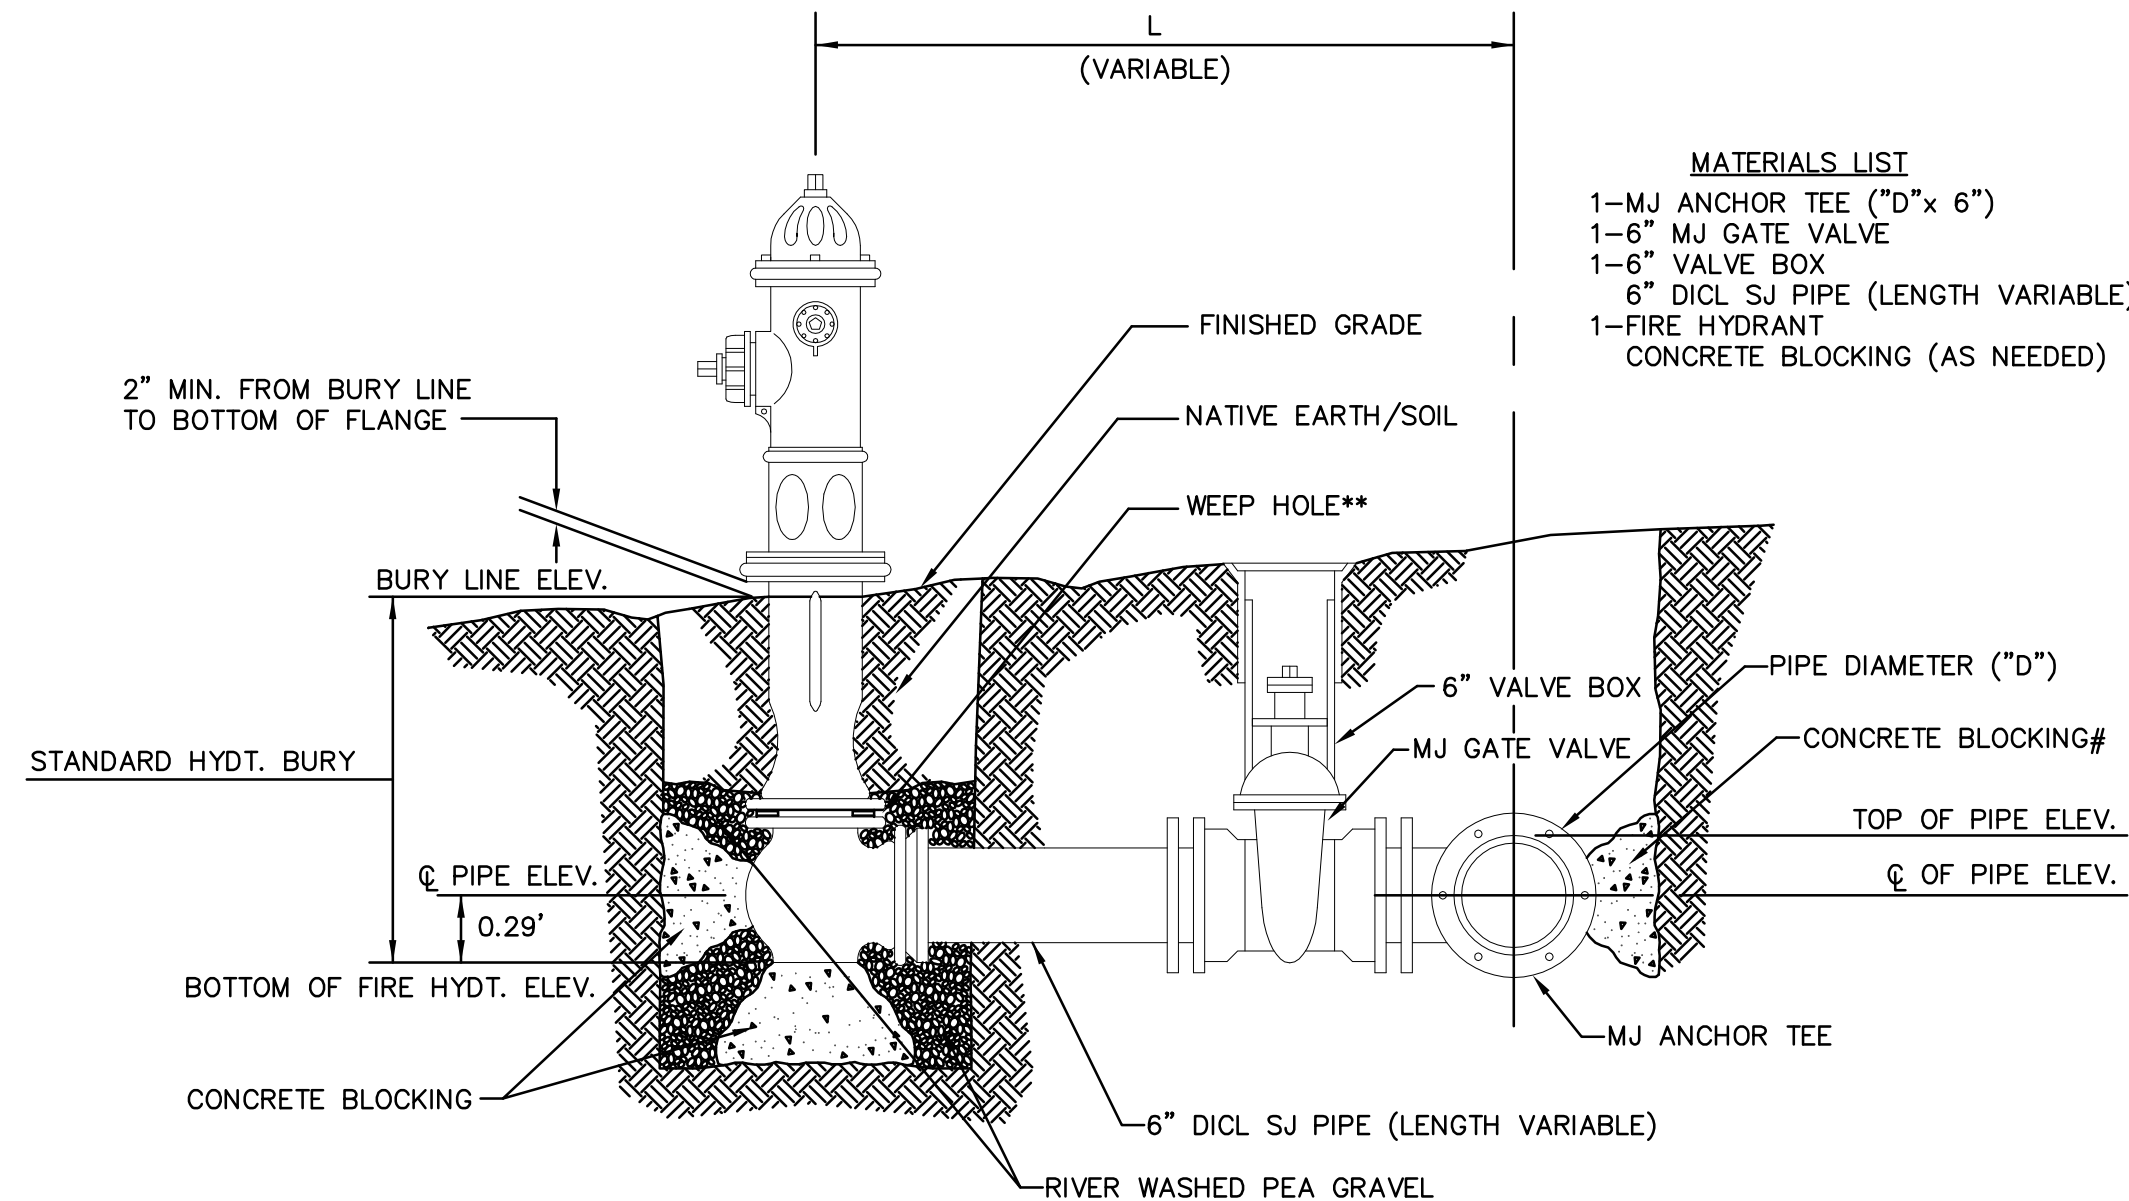 L
(VARIABLE)
MATERIALS LIST
1-MJ ANCHOR TEE ("D"x 6")
1-6" MJ GATE VALVE
1-6" VALVE BOX
6" DICL SJ PIPE (LENGTH VARIABLE)
1-FIRE HYDRANT
CONCRETE BLOCKING (AS NEEDED)
FINISHED GRADE
2" MIN. FROM BURY LINE
TO BOTTOM OF FLANGE
NATIVE EARTH/SOIL
WEEP HOLE**
BURY LINE ELEV.
PIPE DIAMETER ("D")
6" VALVE BOX
CONCRETE BLOCKING#
MJ GATE VALVE
STANDARD HYDT. BURY
TOP OF PIPE ELEV.
℄ PIPE ELEV.
℄ OF PIPE ELEV.
0.29'
BOTTOM OF FIRE HYDT. ELEV.
MJ ANCHOR TEE
CONCRETE BLOCKING
6" DICL SJ PIPE (LENGTH VARIABLE)
RIVER WASHED PEA GRAVEL